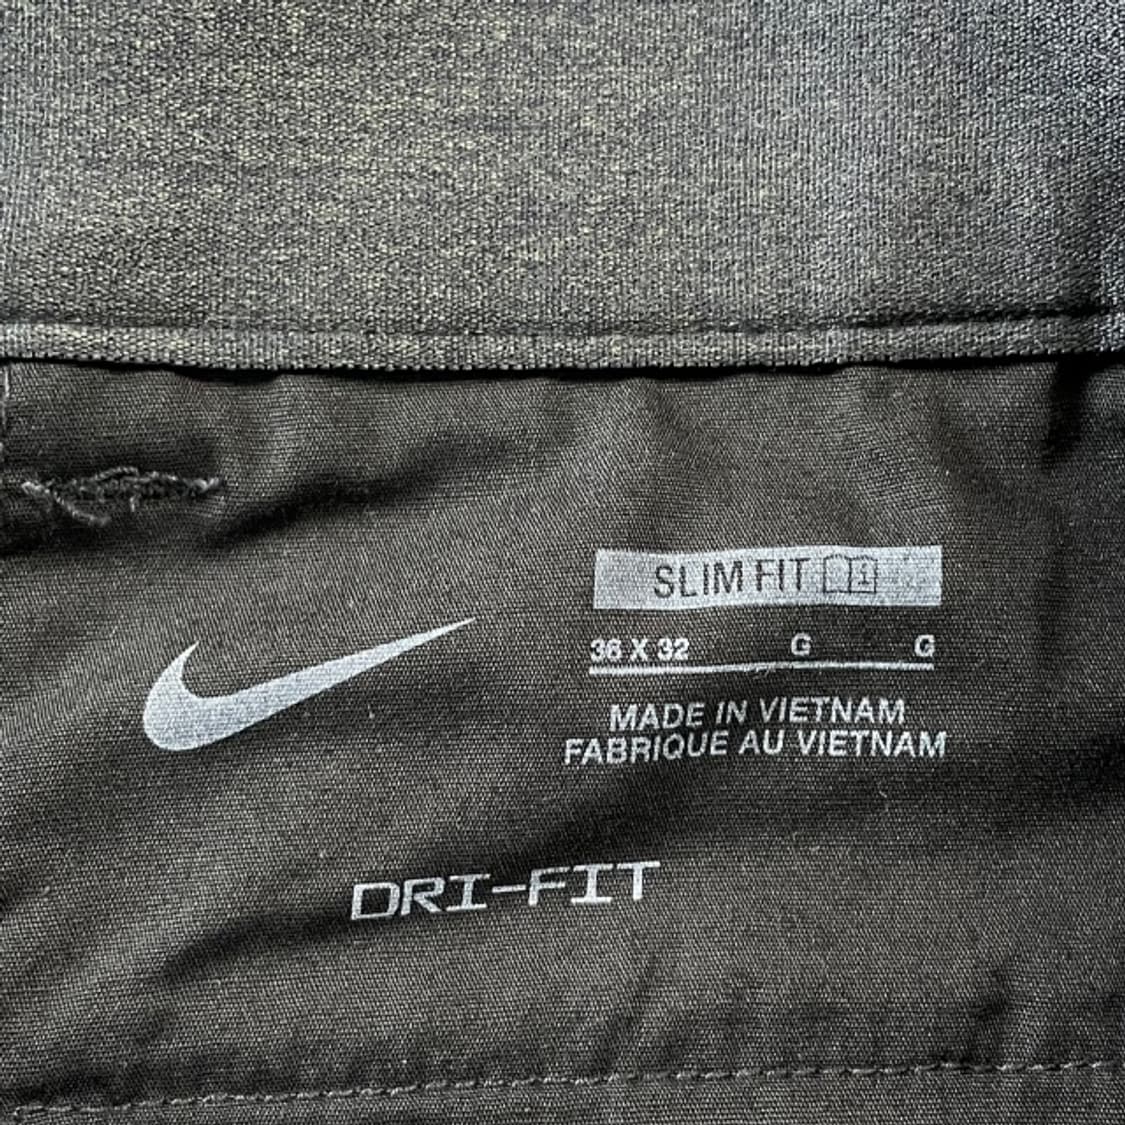 SLIM FIT
36 X 32 G G
MADE IN VIETNAM
FABRIQUE AU VIETNAM
DRI-FIT